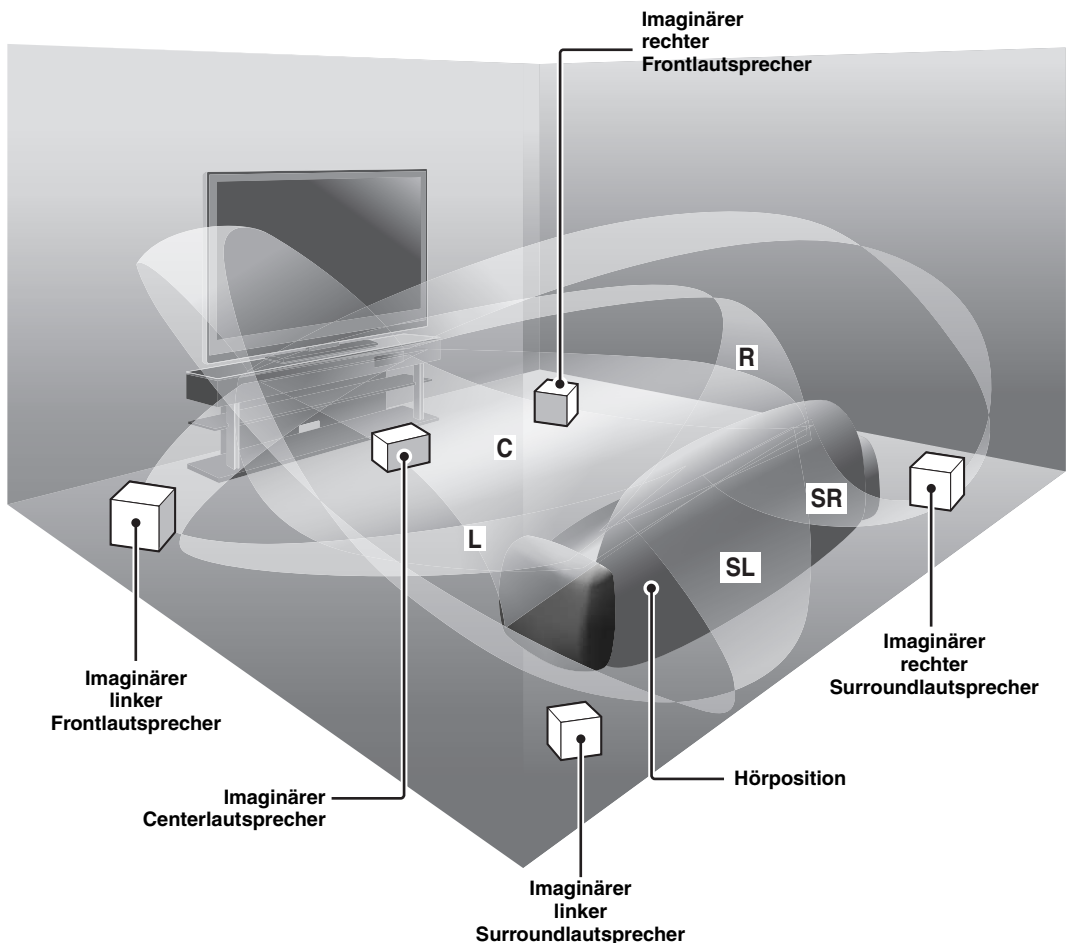 Imaginärer
rechter
Frontlautsprecher
R
C
SR
L
SL
Imaginärer
linker
Frontlautsprecher
Imaginärer
rechter
Surroundlautsprecher
Imaginärer
Centerlautsprecher
Hörposition
Imaginärer
linker
Surroundlautsprecher